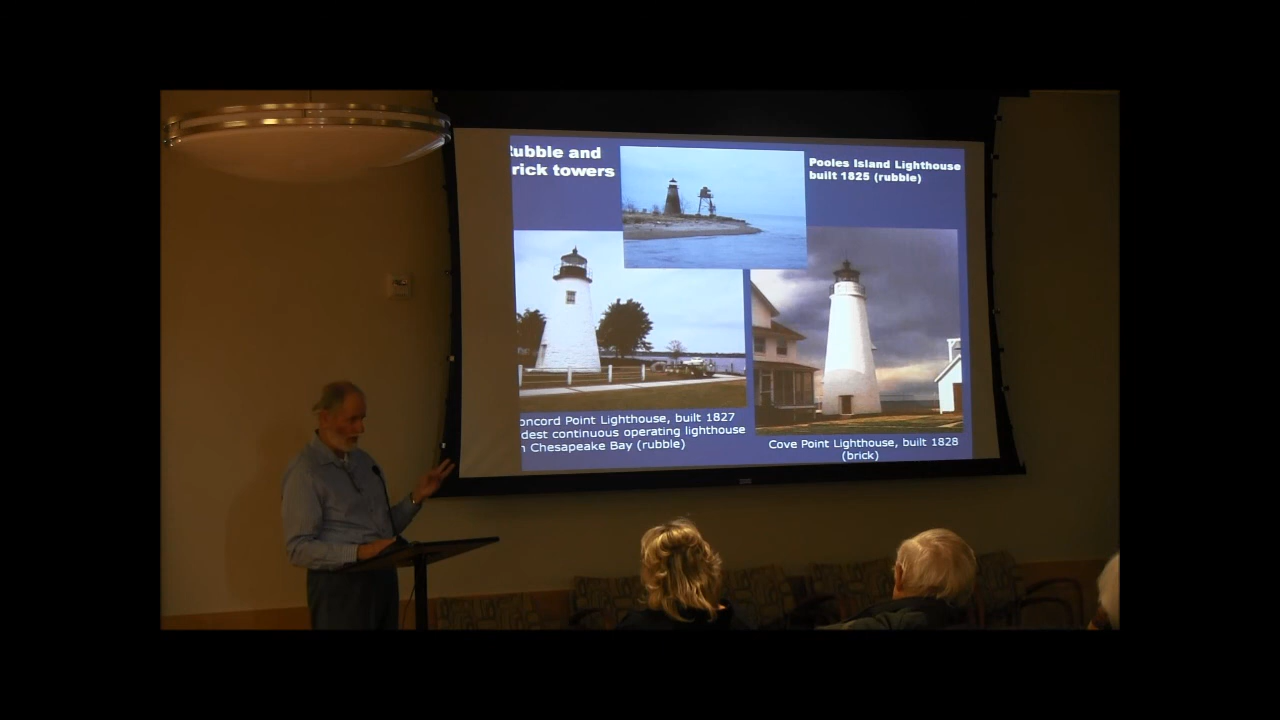 ubble and
rick towers
Pooles Island Lighthouse
built 1825 (rubble)
oncord Point Lighthouse, built 1827
dest continuous operating lighthouse
n Chesapeake Bay (rubble)
Cove Point Lighthouse, built 1828
(brick)